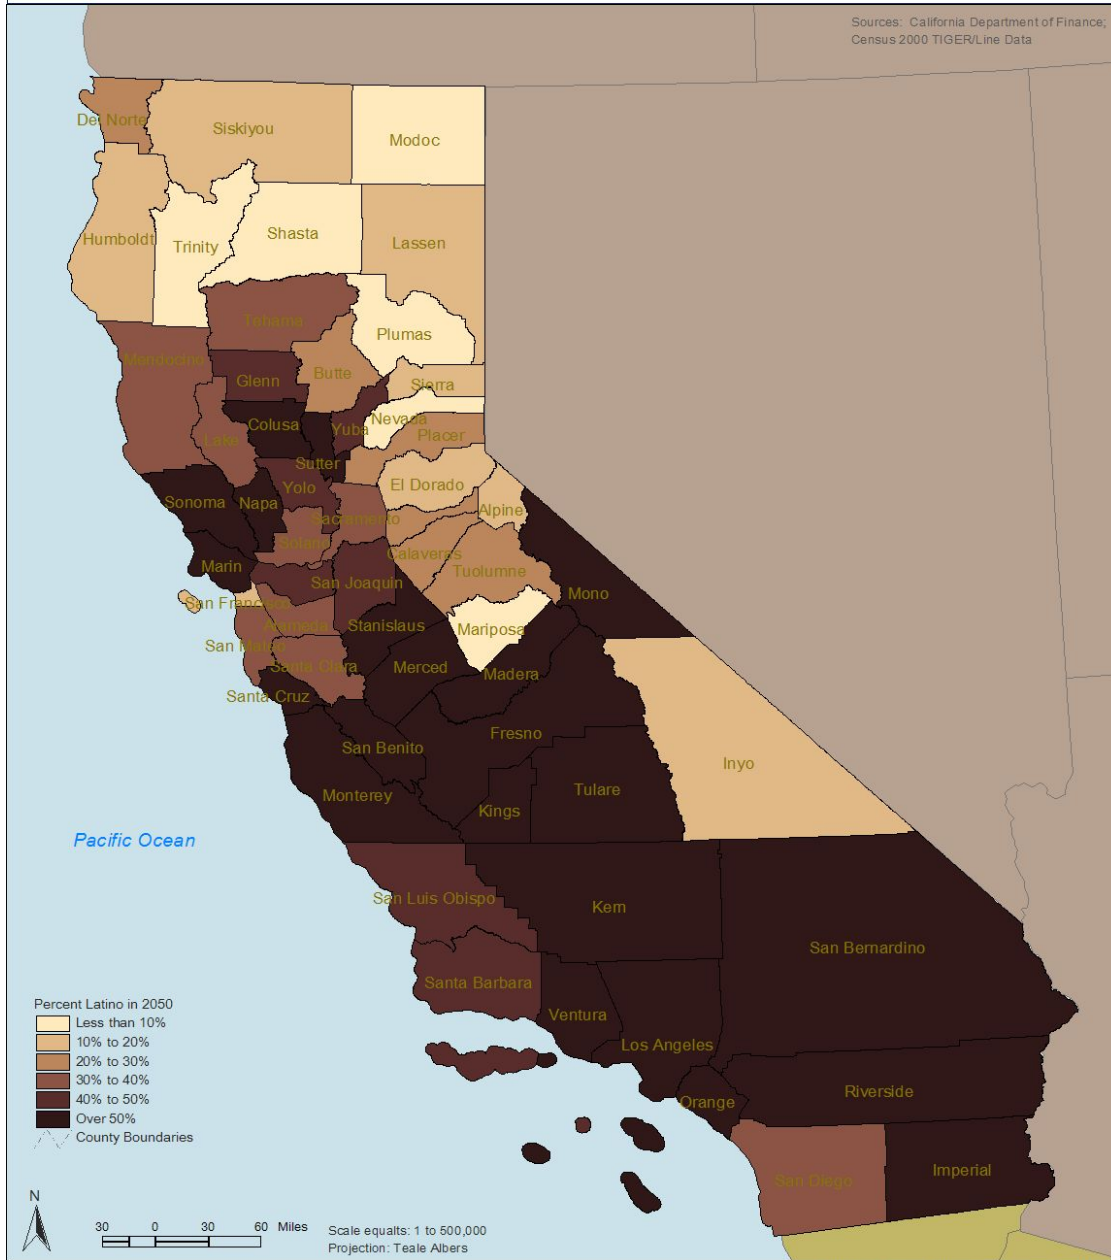 Sources: California Department of Finance;
Census 2000 TIGER/Line Data
Del Norte
Siskiyou
Modoc
Humboldt
Trinity
Shasta
Lassen
Tehama
Plumas
Mendocino
Glenn
Butte
Sierra
Colusa
Yuba
Nevada
Lake
Placer
Sutter
Yolo
El Dorado
Sonoma
Napa
Alpine
Sacramento
Solano
Calaveras
Marin
Tuolumne
San Joaquin
Mono
San Francisco
Alameda
Stanislaus
Mariposa
San Mateo
Santa Clara
Merced
Madera
Santa Cruz
Fresno
San Benito
Inyo
Monterey
Kings
Tulare
Pacific Ocean
San Luis Obispo
Kern
San Bernardino
Santa Barbara
Ventura
Los Angeles
Riverside
Orange
San Diego
Imperial
Percent Latino in 2050
Less than 10%
10% to 20%
20% to 30%
30% to 40%
40% to 50%
Over 50%
County Boundaries
N
30 0 30 60 Miles
Scale equalts: 1 to 500,000
Projection: Teale Albers